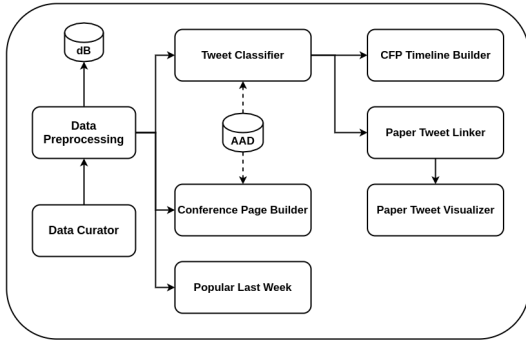 dB
Tweet Classifier
CFP Timeline Builder
Data
Preprocessing
AAD
Paper Tweet Linker
Data Curator
Conference Page Builder
Paper Tweet Visualizer
Popular Last Week